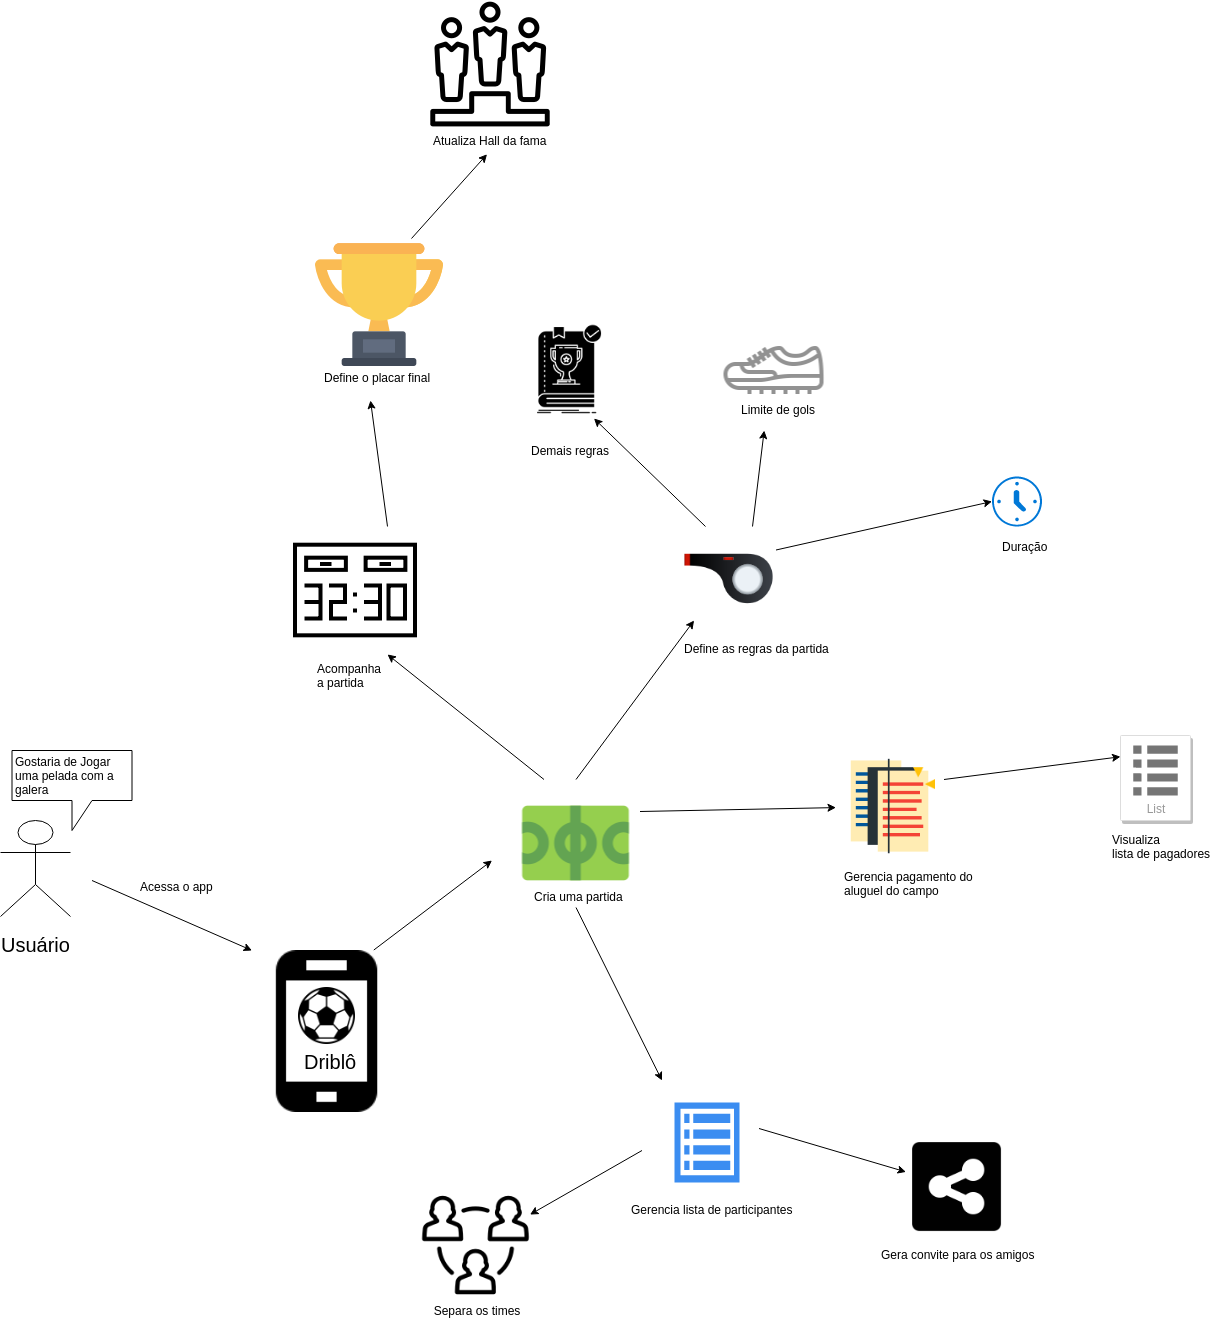 Atualiza Hall da fama
Define o placar final
Demais regras
Limite de gols
Duração
32:30
Acompanha
a partida
Define as regras da partida
Gostaria de Jogar
uma pelada com a
galera
Usuário
Acessa o app
Driblô
Cria uma partida
Gerencia pagamento do
aluguel do campo
List
Visualiza
lista de pagadores
Gerencia lista de participantes
Gera convite para os amigos
Separa os times